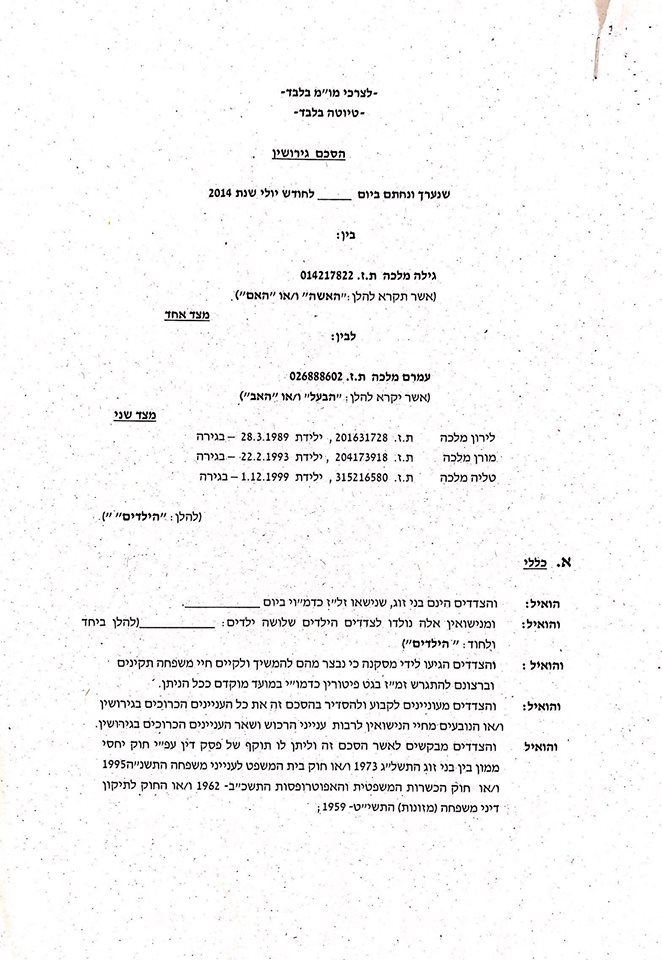 -לצרכי מו״מ בלבד-
-טיוטה בלבד-
הסכם גירושין
שנערך ונחתם ביום _____ לחודש יולי שנת 2014
בין:
גילה מלכה ת.ז. 014217822
(אשר תקרא להלן: "האשה" ו/או "האם")
מצד אחד
לבין:
עמרם מלכה ת.ז. 026888602
(אשר יקרא להלן: "הבעל" ו/או "האב")
מצד שני
לירון מלכה ת.ז. 201631728, ילידת 28.3.1989 – בגירה
מורן מלכה ת.ז. 204173918, ילידת 22.2.1993 – בגירה
טליה מלכה ת.ז. 315216580, ילידת 1.12.1999 – בגירה
(להלן: "הילדים" ")
א. כללי
הואיל: והצדדים הינם בני זוג, שנישאו זל״ז כדמו״י ביום ___________.
והואיל: ומנישואין אלה נולדו לצדדים הילדים שלושה ילדים: ___________(להלן ביחד
ולחוד: " הילדים")
והואיל : והצדדים הגיעו לידי מסקנה כי נבצר מהם להמשיך ולקיים חיי משפחה תקינים
וברצונם להתגרש זמ״ז בגט פיטורין כדמו״י במועד מוקדם ככל הניתן.
והואיל: והצדדים מעוניינים לקבוע ולהסדיר בהסכם זה את כל העניינים הכרוכים בגירושין
ו/או הנובעים מחיי הנישואין לרבות ענייני הרכוש ושאר העניינים הכרוכים בגירושין.
והואיל והצדדים מבקשים לאשר הסכם זה וליתן לו תוקף של פסק דין עפ״י חוק יחסי
ממון בין בני זוג התשל״ג 1973 ו/או חוק בית המשפט לענייני משפחה התשנ״ה1995
ו/או חוק הכשרות המשפטית והאפוטרופסות התשכ״ב- 1962 ו/או החוק לתיקון
דיני משפחה (מזונות) התשי״ט- 1959;